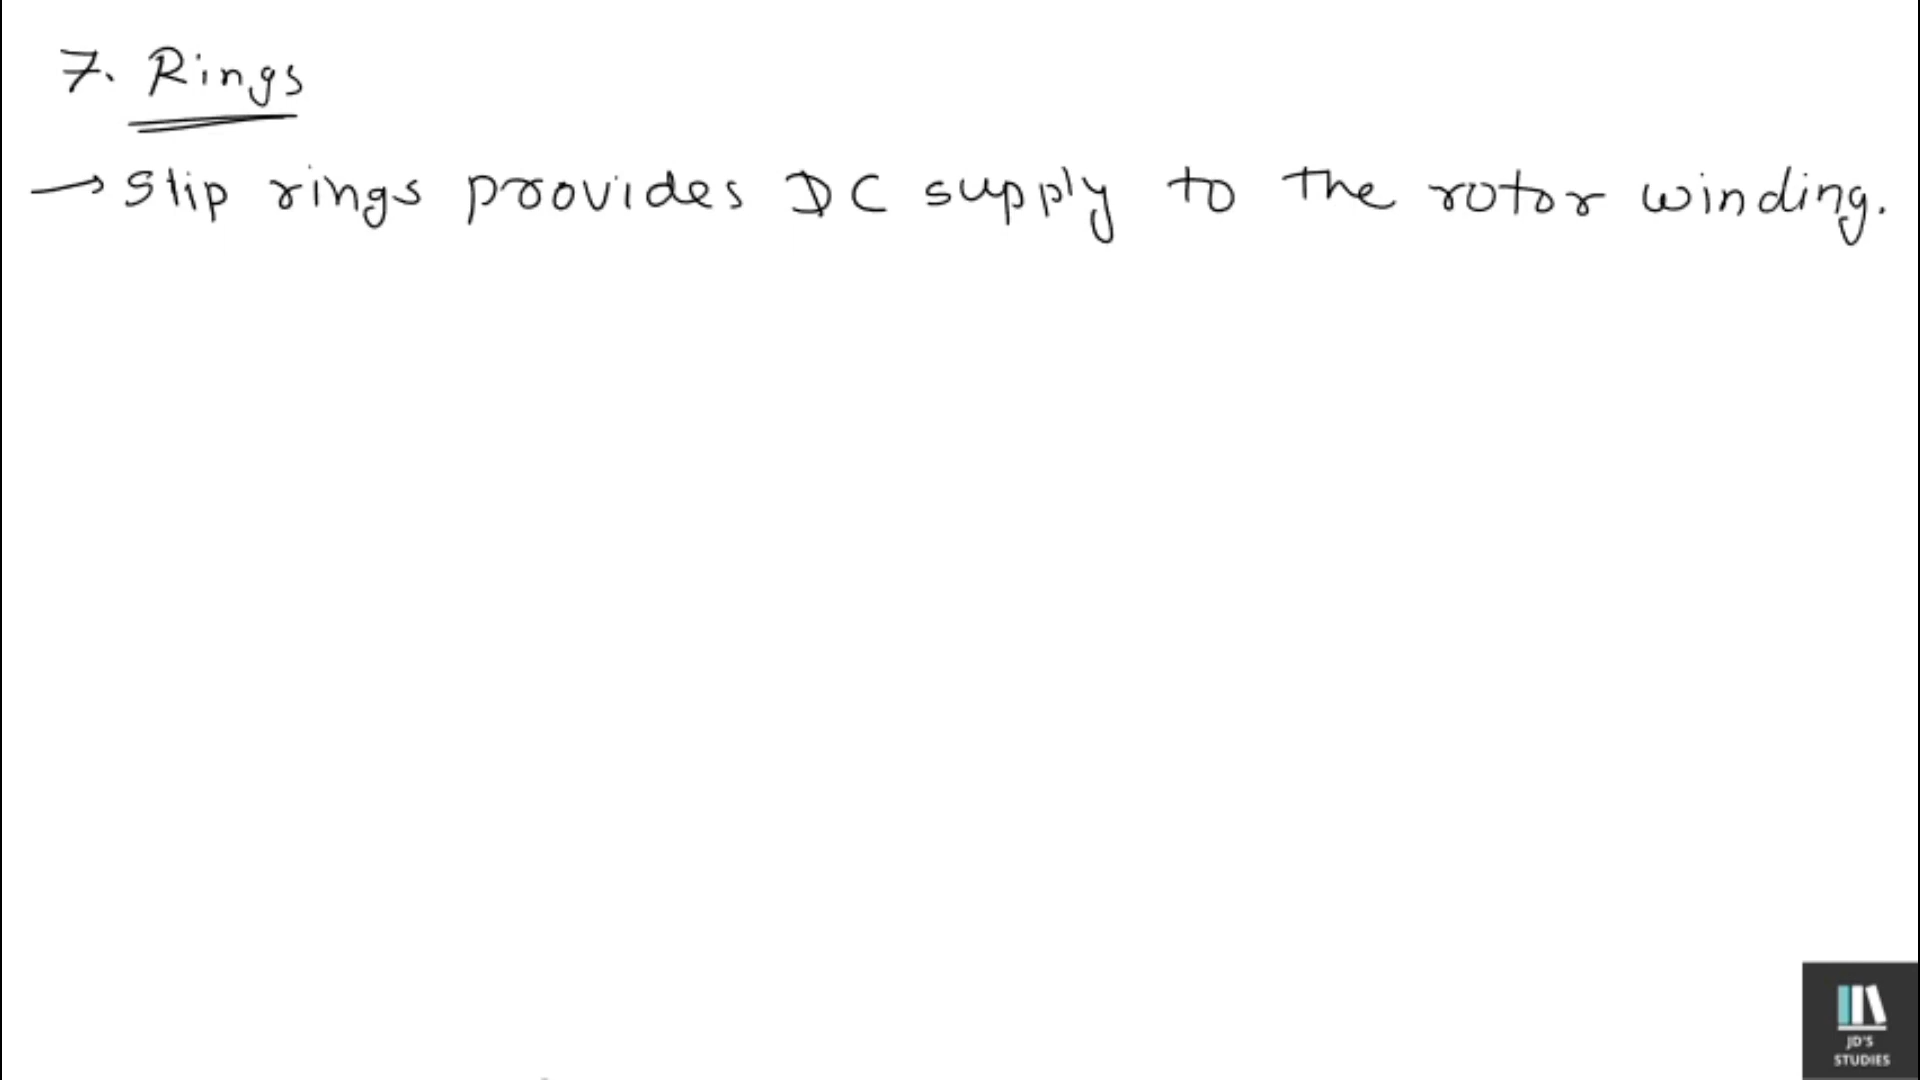 7. Rings
→ Slip rings provides DC supply to the rotor winding.
JD'S
STUDIES